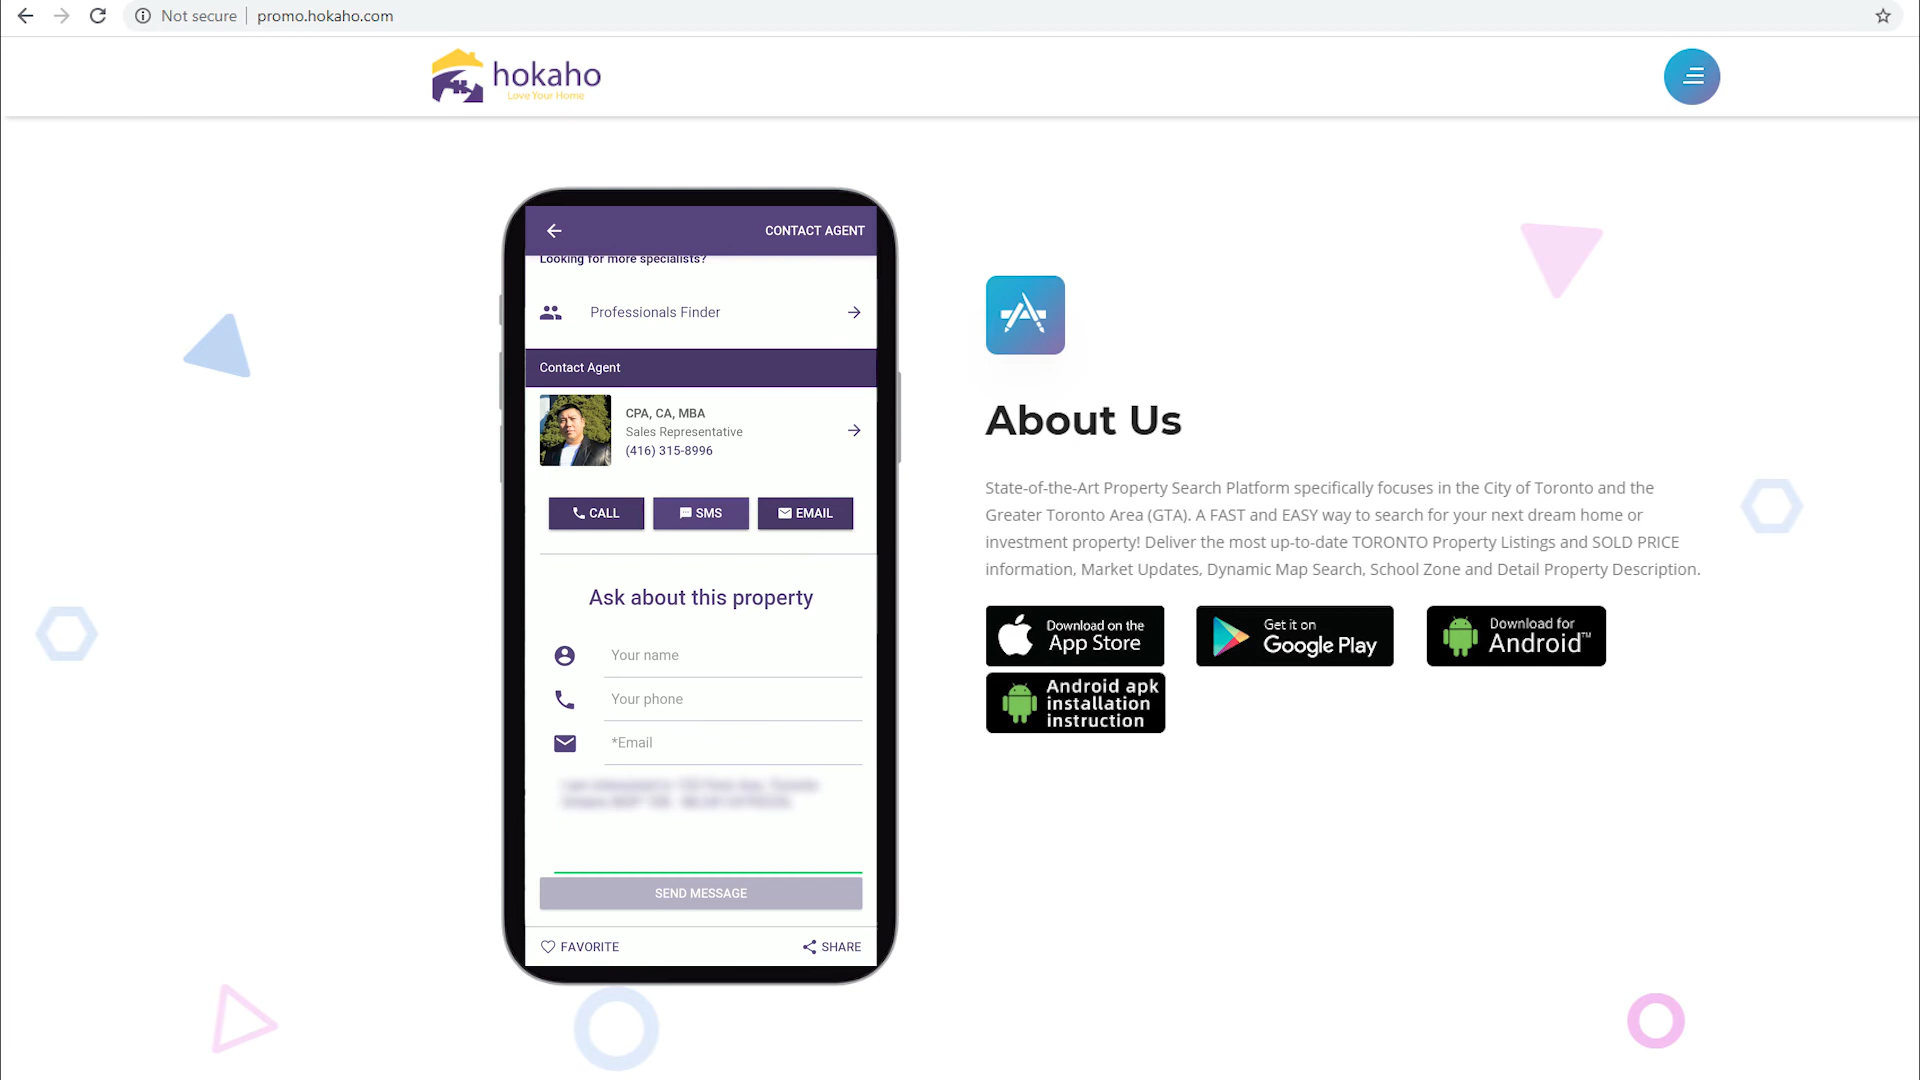 Not secure
promo.hokaho.com
hokaho
Love Your Home
CONTACT AGENT
Looking for more specialists?
Professionals Finder
Contact Agent
CPA, CA, MBA
Sales Representative
(416) 315-8996
CALL
SMS
EMAIL
Ask about this property
Your name
Your phone
*Email
SEND MESSAGE
FAVORITE
SHARE
About Us
State-of-the-Art Property Search Platform specifically focuses in the City of Toronto and the
Greater Toronto Area (GTA). A FAST and EASY way to search for your next dream home or
investment property! Deliver the most up-to-date TORONTO Property Listings and SOLD PRICE
information, Market Updates, Dynamic Map Search, School Zone and Detail Property Description.
Download on the
App Store
Get it on
Google Play
Download for
Android™
Android apk
installation
instruction